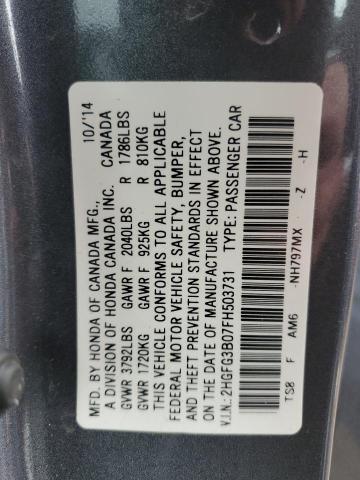 MFD. BY HONDA OF CANADA MFG., 10/'14
A DIVISION OF HONDA CANADA INC. CANADA
GVWR 3792LBS GAWR F 2040LBS R 1786LBS
GVWR 1720KG GAWR F 925KG R 810KG
THIS VEHICLE CONFORMS TO ALL APPLICABLE
FEDERAL MOTOR VEHICLE SAFETY, BUMPER,
AND THEFT PREVENTION STANDARDS IN EFFECT
ON THE DATE OF MANUFACTURE SHOWN ABOVE.
V.I.N.: 2HGFG3B07FH503731 TYPE: PASSENGER CAR
TS8 F AM6 -NH797MX -Z -H